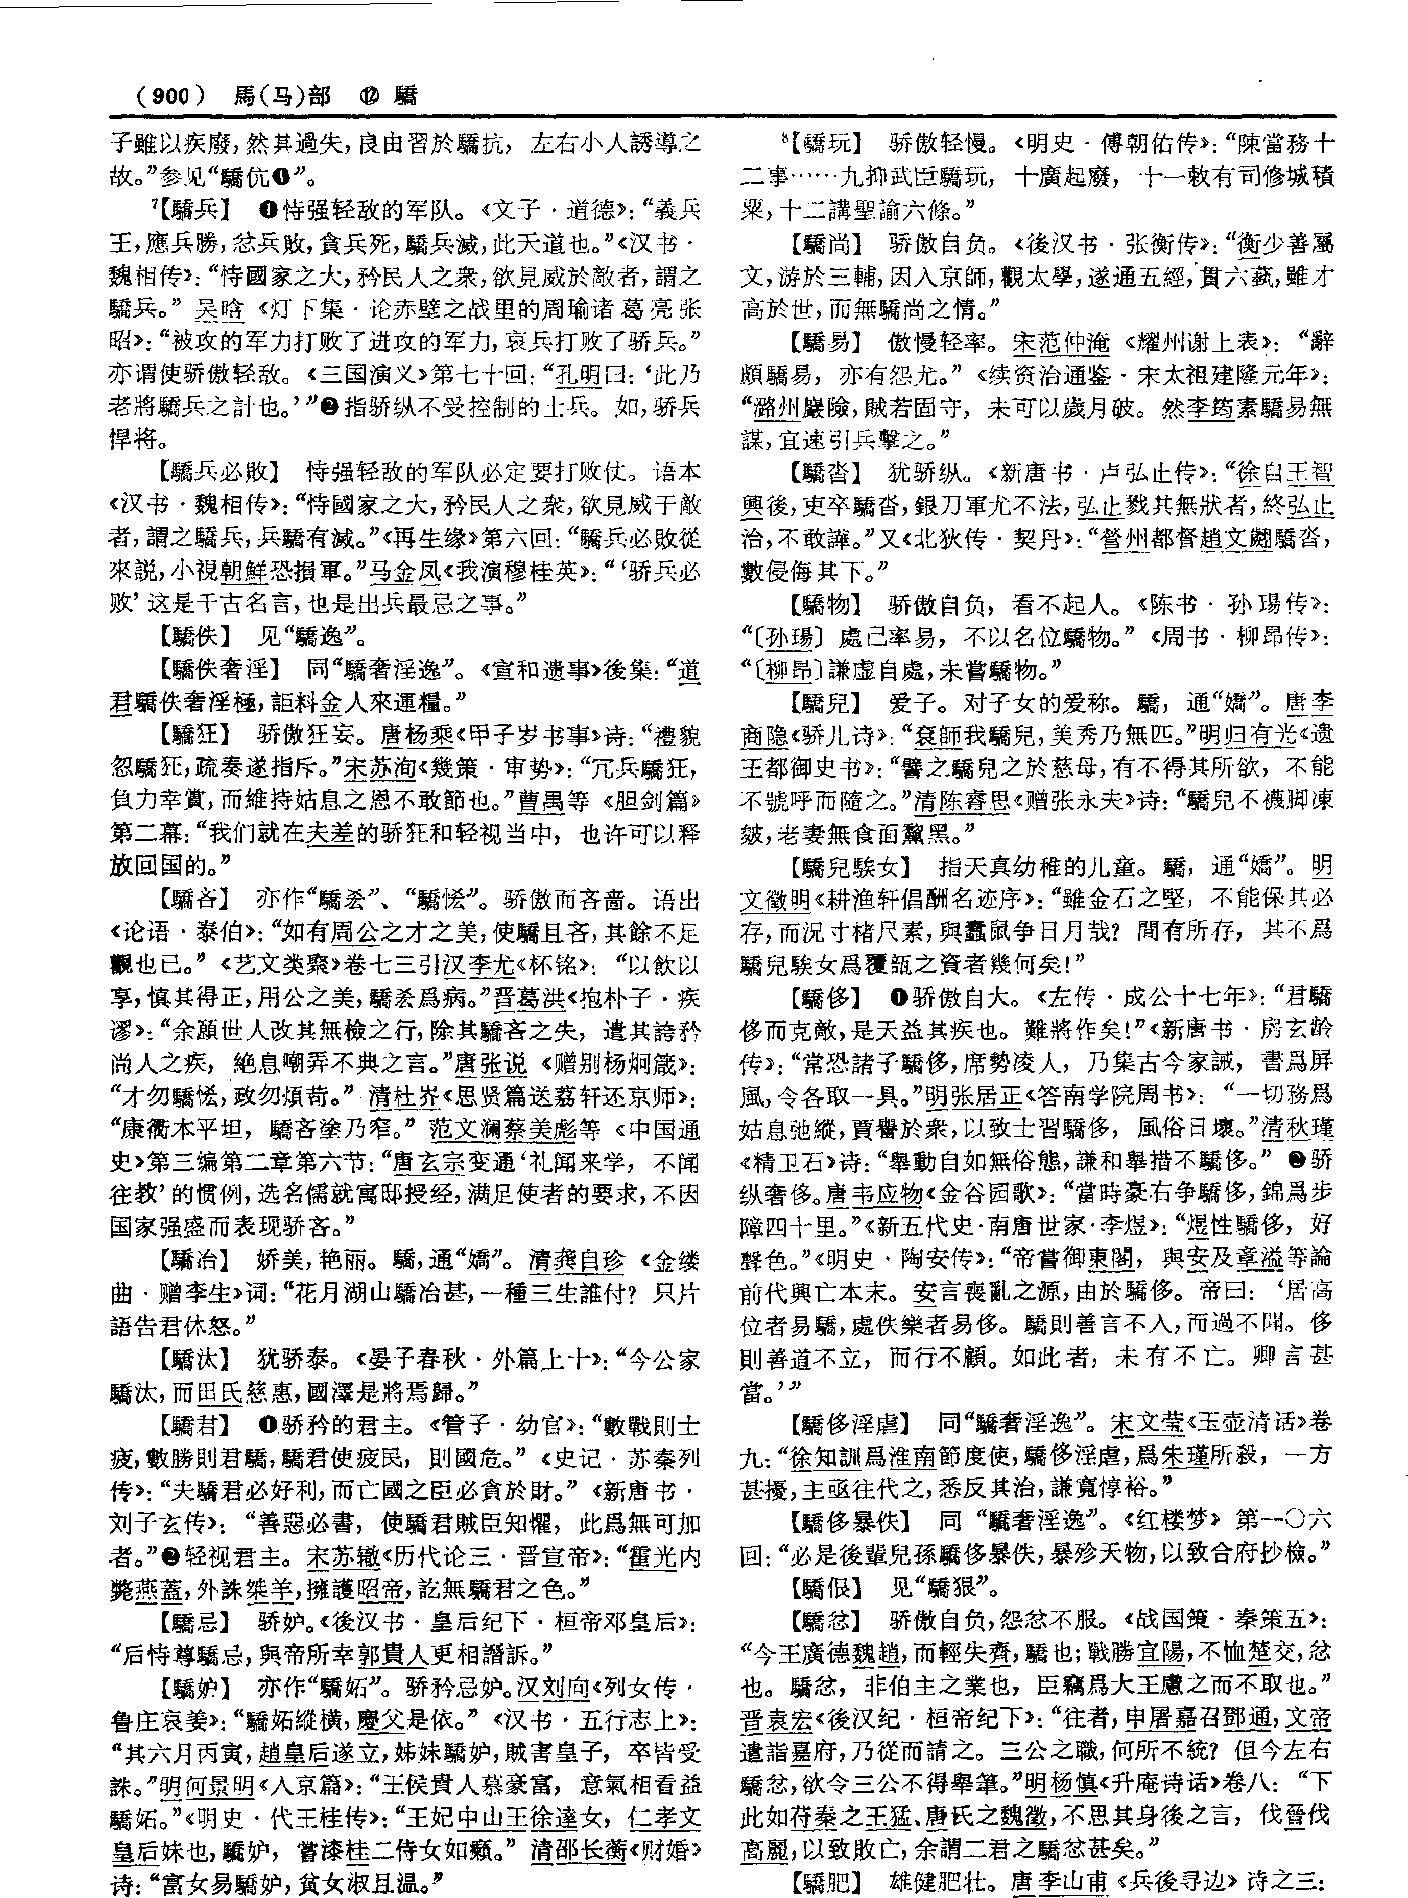 (900) 馬(马)部 ⑫ 驕
子雖以疾廢，然其過失，良由習於驕抗，左右小人誘導之
故。”参见“驕伉❶”。
⁷【驕兵】 ❶恃强轻敌的军队。《文子·道德》：“義兵
王，應兵勝，忿兵敗，貪兵死，驕兵滅，此天道也。”《汉书·
魏相传》：“恃國家之大，矜民人之衆，欲見威於敵者，謂之
驕兵。” 吴晗《灯下集·论赤壁之战里的周瑜诸葛亮张
昭》：“被攻的军力打败了进攻的军力，哀兵打败了骄兵。”
亦谓使骄傲轻敌。《三国演义》第七十回：“孔明曰：‘此乃
老將驕兵之計也。’”❷指骄纵不受控制的士兵。如，骄兵
悍将。
【驕兵必敗】 恃强轻敌的军队必定要打败仗。语本
《汉书·魏相传》：“恃國家之大，矜民人之衆，欲見威于敵
者，謂之驕兵，兵驕有滅。”《再生缘》第六回：“驕兵必敗從
來説，小視朝鮮恐損軍。”马金凤《我演穆桂英》：“‘骄兵必
败’这是千古名言，也是出兵最忌之事。”
【驕佚】 见“驕逸”。
【驕佚奢淫】 同“驕奢淫逸”。《宣和遗事》後集：“道
君驕佚奢淫極，詎料金人來運糧。”
【驕狂】 骄傲狂妄。唐杨乘《甲子岁书事》诗：“禮貌
忽驕狂，疏奏遂指斥。”宋苏洵《幾策·审势》：“冗兵驕狂，
負力幸賞，而維持姑息之恩不敢節也。”曹禺等《胆剑篇》
第二幕：“我们就在夫差的骄狂和轻视当中，也许可以释
放回国的。”
【驕吝】 亦作“驕悋”、“驕恡”。骄傲而吝啬。语出
《论语·泰伯》：“如有周公之才之美，使驕且吝，其餘不足
觀也已。”《艺文类聚》卷七三引汉李尤《杯铭》：“以飲以
享，慎其得正，用公之美，驕悋爲病。”晋葛洪《抱朴子·疾
谬》：“余願世人改其無檢之行，除其驕吝之失，遣其誇矜
尚人之疾，絶息嘲弄不典之言。”唐张说《赠别杨炯箴》：
“才勿驕恡，政勿煩苛。” 清杜岕《思贤篇送荔轩还京师》：
“康衢本平坦，驕吝塗乃窄。” 范文澜蔡美彪等《中国通
史》第三编第二章第六节：“唐玄宗变通‘礼闻来学，不闻
往教’的惯例，选名儒就寓邸授经，满足使者的要求，不因
国家强盛而表现骄吝。”
【驕冶】 娇美，艳丽。驕，通“嬌”。清龚自珍《金缕
曲·赠李生》词：“花月湖山驕冶甚，一種三生誰付？只片
語告君休怒。”
【驕汰】 犹骄泰。《晏子春秋·外篇上十》：“今公家
驕汰，而田氏慈惠，國澤是將焉歸。”
【驕君】 ❶骄矜的君主。《管子·幼官》：“數戰則士
疲，數勝則君驕，驕君使疲民，則國危。”《史记·苏秦列
传》：“夫驕君必好利，而亡國之臣必貪於財。”《新唐书·
刘子玄传》：“善惡必書，使驕君賊臣知懼，此爲無可加
者。”❷轻视君主。宋苏辙《历代论三·晋宣帝》：“霍光内
斃燕蓋，外誅桀羊，擁護昭帝，訖無驕君之色。”
【驕忌】 骄妒。《後汉书·皇后纪下·桓帝邓皇后》：
“后恃尊驕忌，與帝所幸郭貴人更相譖訴。”
【驕妒】 亦作“驕妬”。骄矜忌妒。汉刘向《列女传·
鲁庄哀姜》：“驕妬縱横，慶父是依。”《汉书·五行志上》：
“其六月丙寅，趙皇后遂立，姊妹驕妒，賊害皇子，卒皆受
誅。”明何景明《入京篇》：“王侯貴人慕豪富，意氣相看益
驕妬。”《明史·代王桂传》：“王妃中山王徐達女，仁孝文
皇后妹也，驕妒，嘗漆桂二侍女如癩。” 清邵长蘅《财婚》
诗：“富女易驕妒，貧女淑且温。”
⁸【驕玩】 骄傲轻慢。《明史·傅朝佑传》：“陳當務十
二事……九抑武臣驕玩，十廣起廢，十一敕有司修城積
粟，十二講聖諭六條。”
【驕尚】 骄傲自负。《後汉书·张衡传》：“衡少善屬
文，游於三輔，因入京師，觀太學，遂通五經，貫六藝，雖才
高於世，而無驕尚之情。”
【驕易】 傲慢轻率。宋范仲淹《耀州谢上表》：“辭
頗驕易，亦有怨尤。”《续资治通鉴·宋太祖建隆元年》：
“潞州巖險，賊若固守，未可以歲月破。然李筠素驕易無
謀，宜速引兵擊之。”
【驕沓】 犹骄纵。《新唐书·卢弘止传》：“徐自王智
興後，吏卒驕沓，銀刀軍尤不法，弘止戮其無狀者，終弘止
治，不敢譁。”又《北狄传·契丹》：“營州都督趙文翽驕沓，
數侵侮其下。”
【驕物】 骄傲自负，看不起人。《陈书·孙瑒传》：
“〔孙瑒〕處己率易，不以名位驕物。”《周书·柳昂传》：
“〔柳昂〕謙虚自處，未嘗驕物。”
【驕兒】 爱子。对子女的爱称。驕，通“嬌”。唐李
商隐《骄儿诗》：“袞師我驕兒，美秀乃無匹。”明归有光《遗
王都御史书》：“譬之驕兒之於慈母，有不得其所欲，不能
不號呼而隨之。”清陈睿思《赠张永夫》诗：“驕兒不襪脚凍
皴，老妻無食面黧黑。”
【驕兒騃女】 指天真幼稚的儿童。驕，通“嬌”。明
文徵明《耕渔轩倡酬名迹序》：“雖金石之堅，不能保其必
存，而況寸楮尺素，與蠹鼠争日月哉？間有所存，其不爲
驕兒騃女爲覆瓿之資者幾何矣！”
【驕侈】 ❶骄傲自大。《左传·成公十七年》：“君驕
侈而克敵，是天益其疾也。難將作矣！”《新唐书·房玄龄
传》：“常恐諸子驕侈，席勢凌人，乃集古今家誡，書爲屏
風，令各取一具。”明张居正《答南学院周书》：“一切務爲
姑息弛縱，賈譽於衆，以致士習驕侈，風俗日壞。”清秋瑾
《精卫石》诗：“舉動自如無俗態，謙和舉措不驕侈。” ❷骄
纵奢侈。唐韦应物《金谷园歌》：“當時豪右争驕侈，錦爲步
障四十里。”《新五代史·南唐世家·李煜》：“煜性驕侈，好
聲色。”《明史·陶安传》：“帝嘗御東閣，與安及章溢等論
前代興亡本末。安言喪亂之源，由於驕侈。帝曰：‘居高
位者易驕，處佚樂者易侈。驕則善言不入，而過不聞。侈
則善道不立，而行不顧。如此者，未有不亡。卿言甚
當。’”
【驕侈淫虐】 同“驕奢淫逸”。宋文莹《玉壶清话》卷
九：“徐知訓爲淮南節度使，驕侈淫虐，爲朱瑾所殺，一方
甚擾，主亟往代之，悉反其治，謙寬惇裕。”
【驕侈暴佚】 同“驕奢淫逸”。《红楼梦》第一〇六
回：“必是後輩兒孫驕侈暴佚，暴殄天物，以致合府抄檢。”
【驕佷】 见“驕狠”。
【驕忿】 骄傲自负，怨忿不服。《战国策·秦策五》：
“今王廣德魏趙，而輕失齊，驕也；戰勝宜陽，不恤楚交，忿
也。驕忿，非伯主之業也，臣竊爲大王慮之而不取也。”
晋袁宏《後汉纪·桓帝纪下》：“往者，申屠嘉召鄧通，文帝
遣詣嘉府，乃從而請之。三公之職，何所不統？但今左右
驕忿，欲令三公不得舉筆。”明杨慎《升庵诗话》卷八：“下
此如苻秦之王猛、唐氏之魏徵，不思其身後之言，伐晉伐
高麗，以致敗亡，余謂二君之驕忿甚矣。”
【驕肥】 雄健肥壮。唐李山甫《兵後寻边》诗之三：